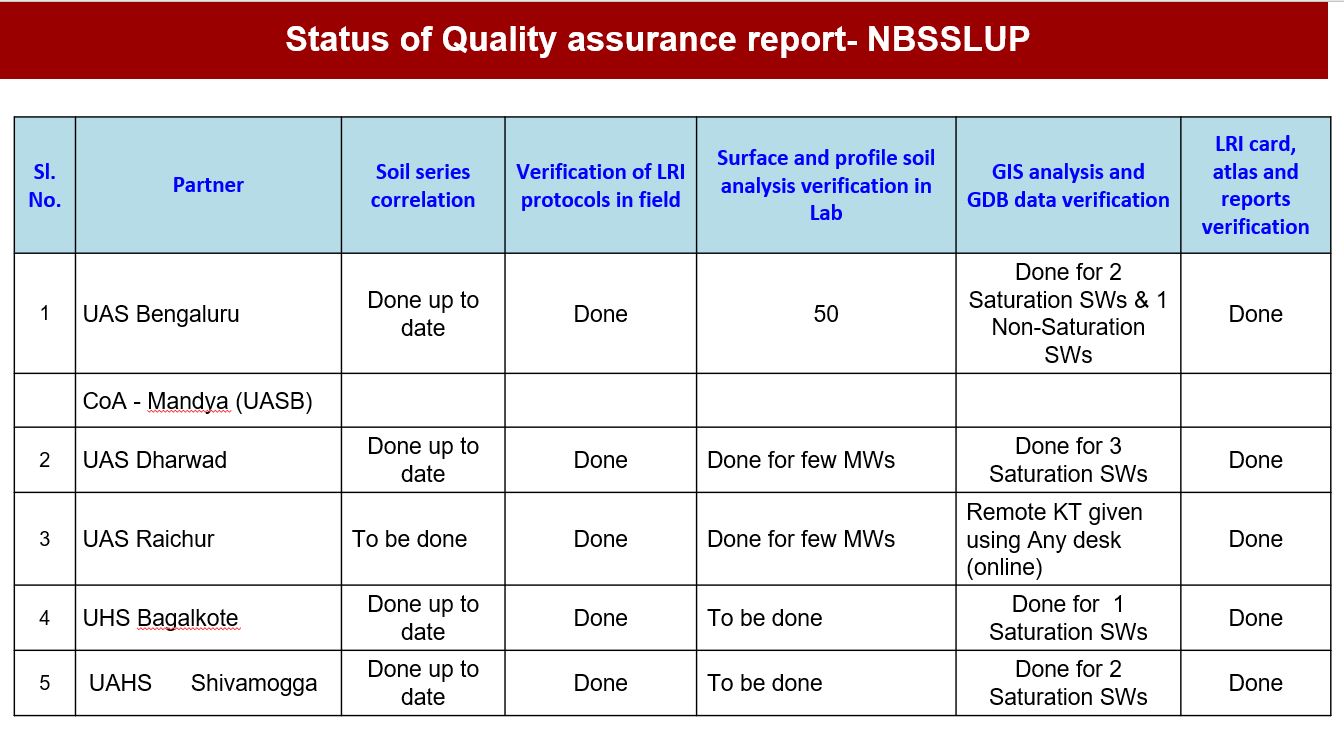 Status of Quality assurance report- NBSSLUP
Sl.
No.
Partner
Soil series
correlation
Verification of LRI
protocols in field
Surface and profile soil
analysis verification in
Lab
GIS analysis and
GDB data verification
LRI card,
atlas and
reports
verification
1
UAS Bengaluru
Done up to
date
Done
50
Done for 2
Saturation SWs & 1
Non-Saturation
SWs
Done
CoA - Mandya (UASB)
2
UAS Dharwad
Done up to
date
Done
Done for few MWs
Done for 3
Saturation SWs
Done
3
UAS Raichur
To be done
Done
Done for few MWs
Remote KT given
using Any desk
(online)
Done
4
UHS Bagalkote
Done up to
date
Done
To be done
Done for 1
Saturation SWs
Done
5
UAHS Shivamogga
Done up to
date
Done
To be done
Done for 2
Saturation SWs
Done